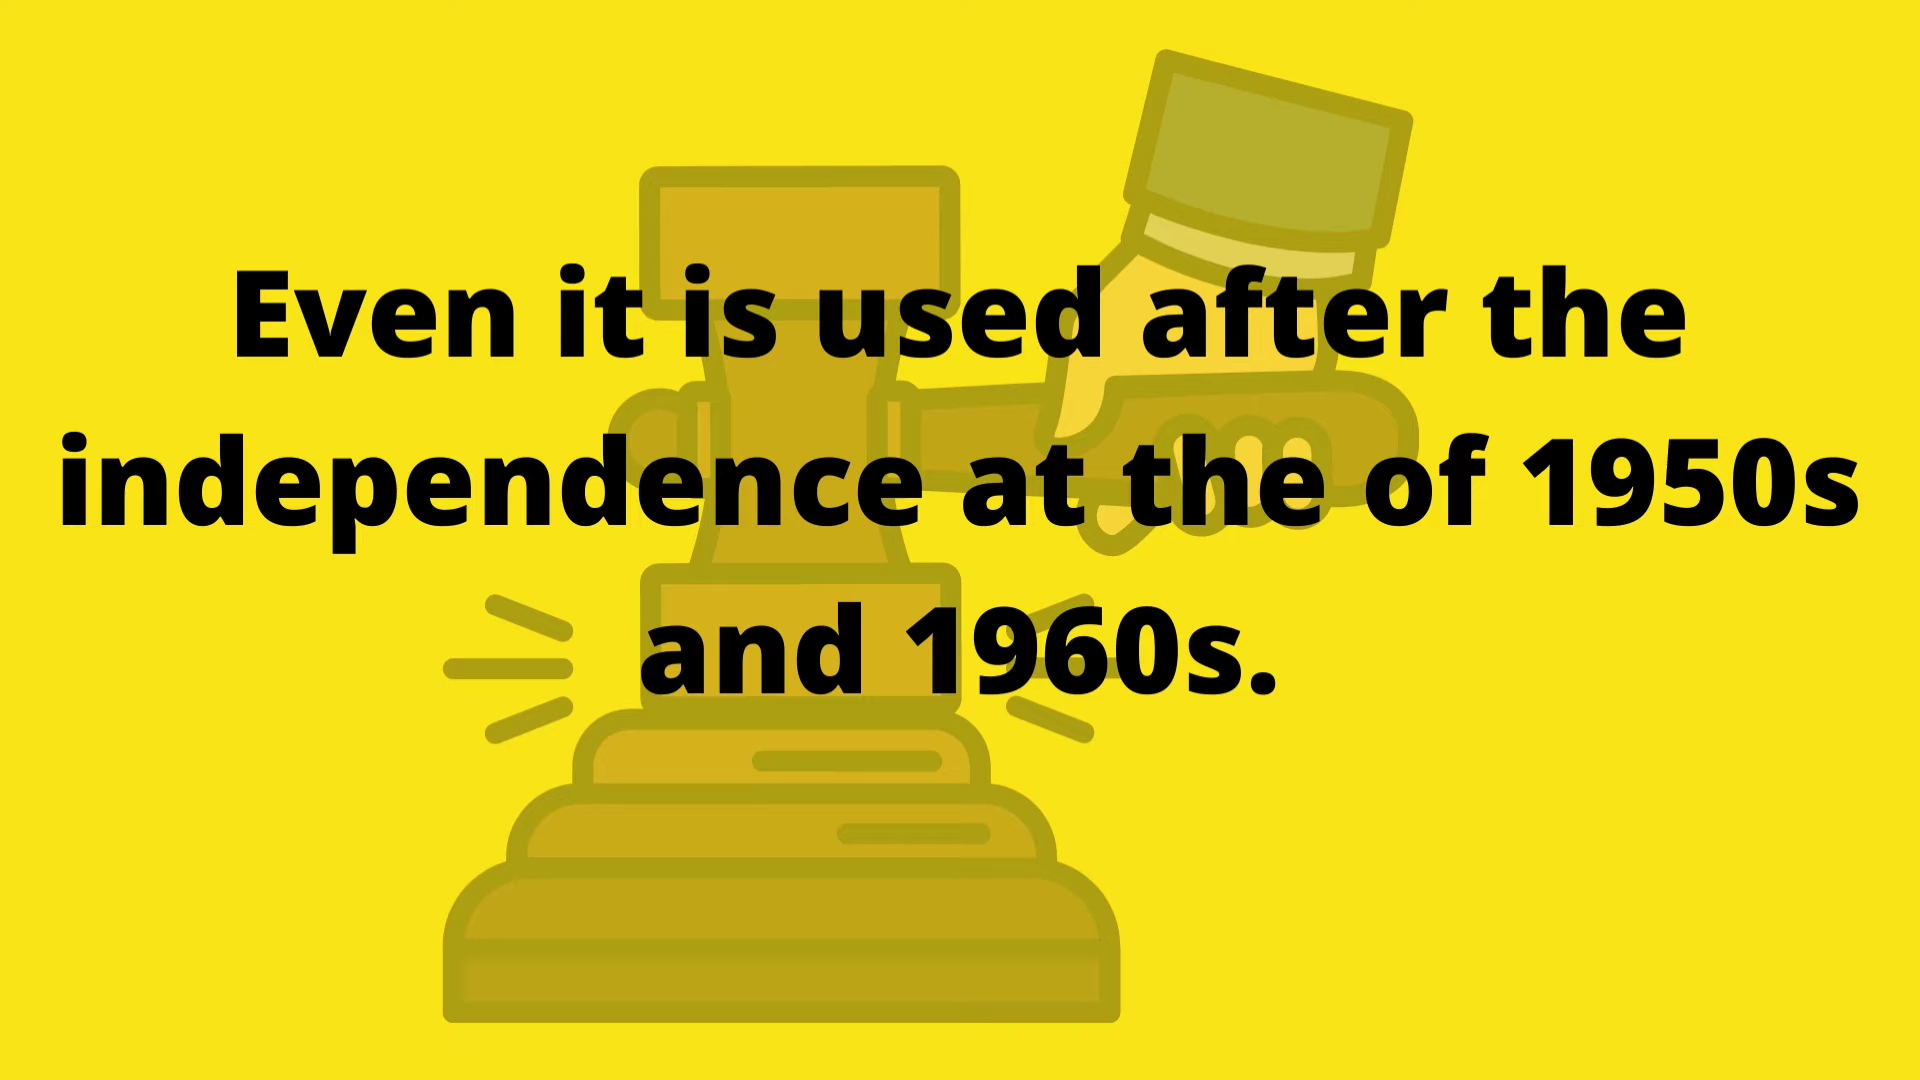 Even it is used after the
independence at the of 1950s
and 1960s.